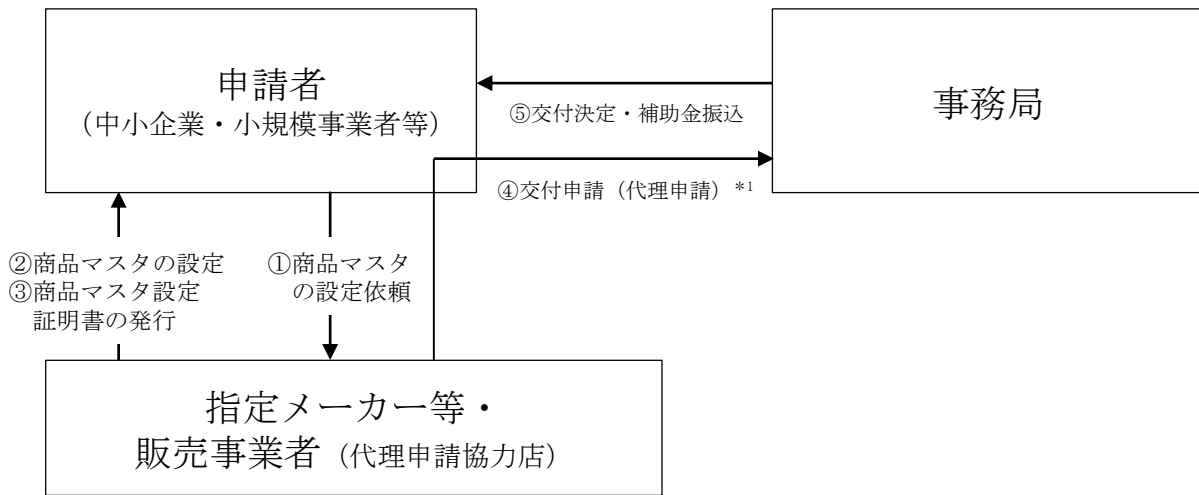 申請者
（中小企業・小規模事業者等）
事務局
⑤交付決定・補助金振込
④交付申請（代理申請）*1
②商品マスタの設定
③商品マスタ設定
証明書の発行
①商品マスタ
の設定依頼
指定メーカー等・
販売事業者（代理申請協力店）